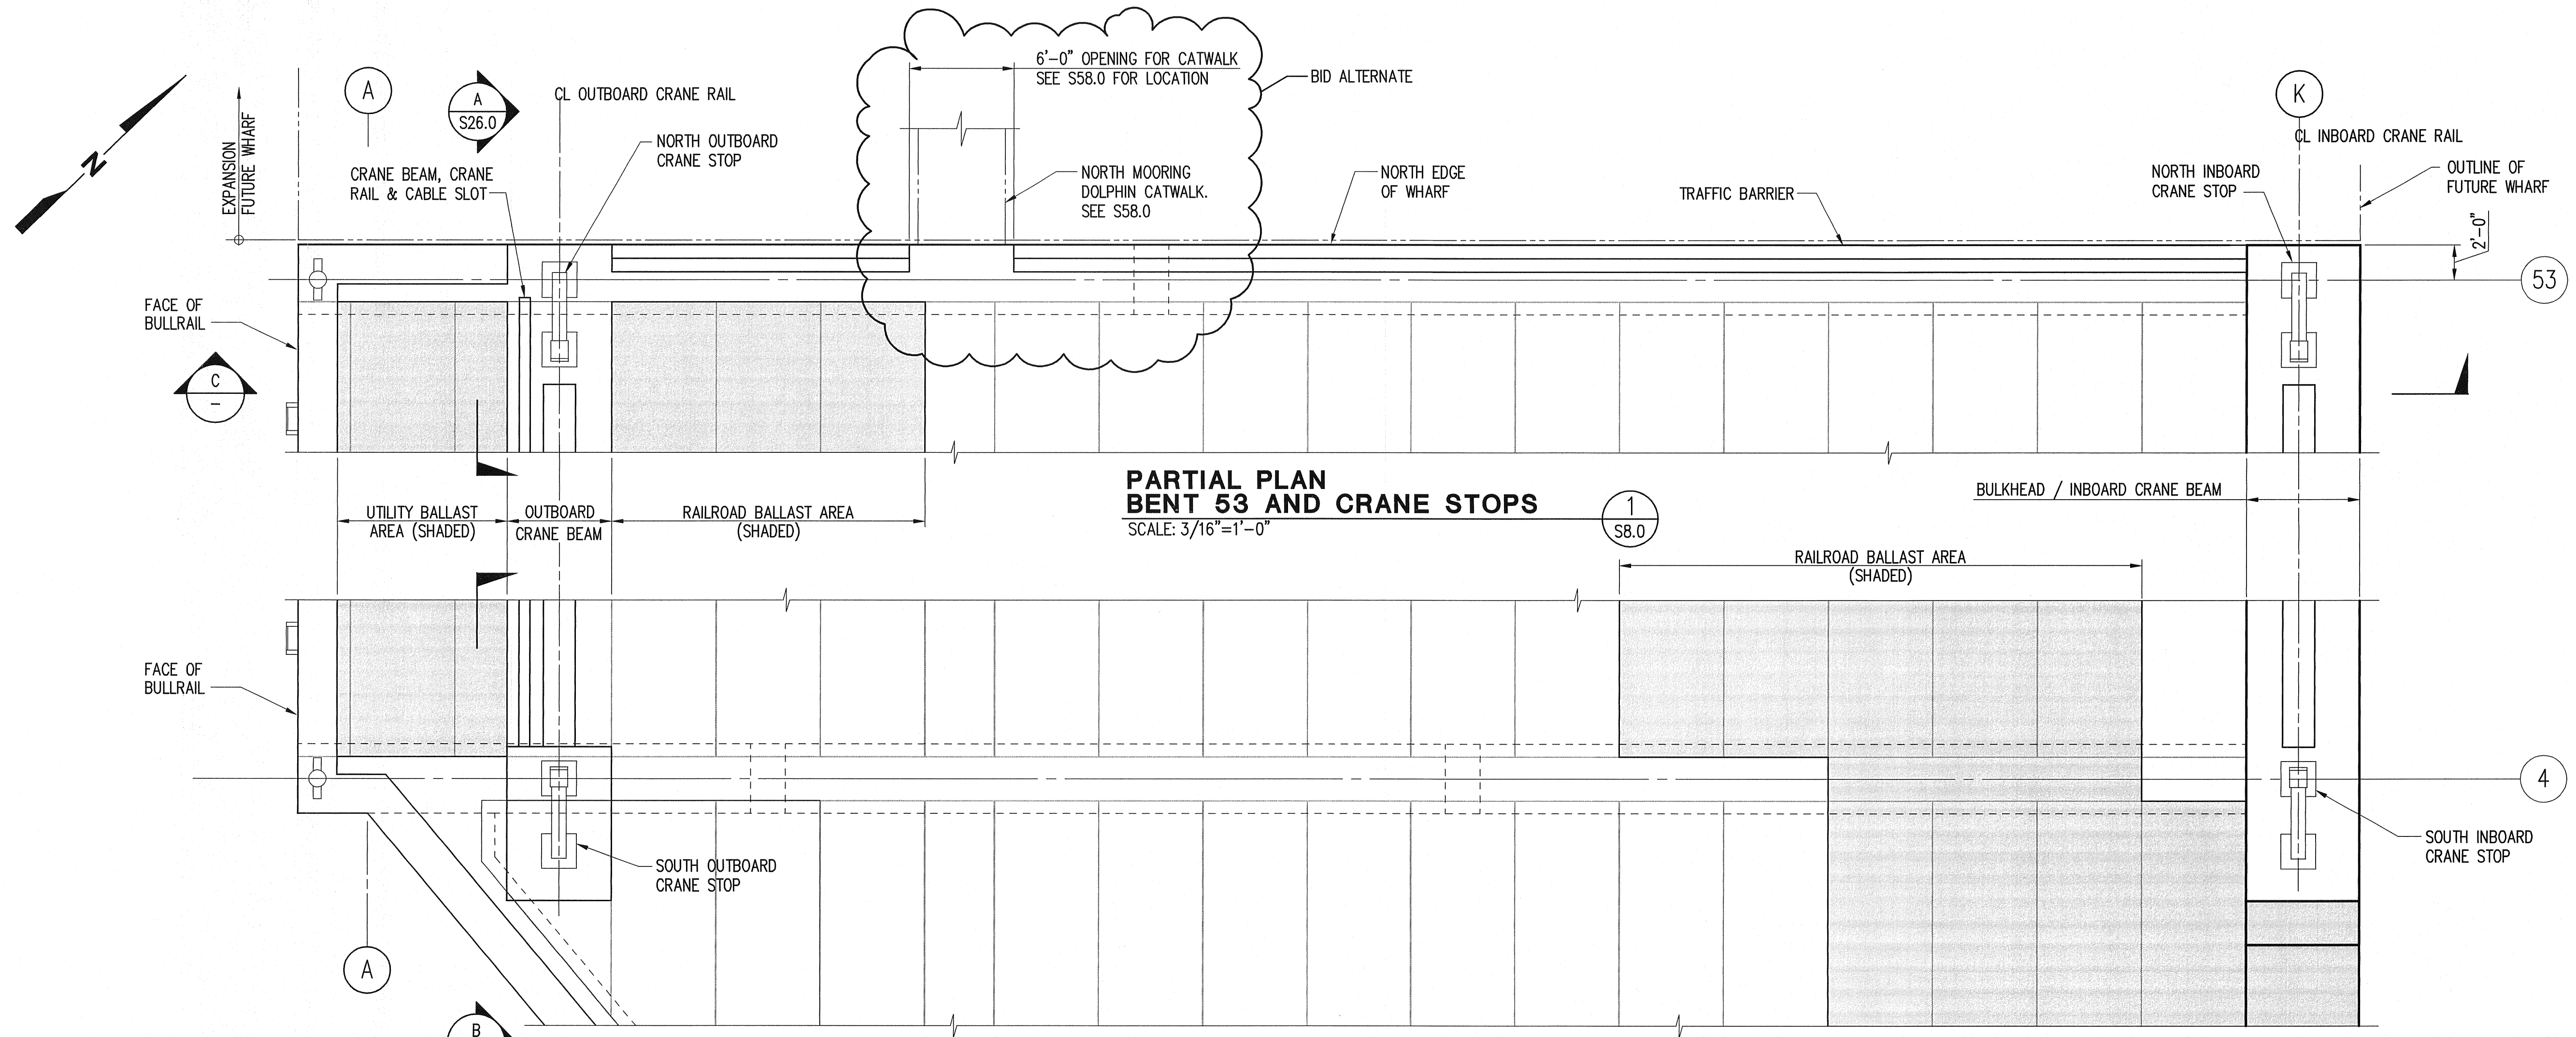 6'-0" OPENING FOR CATWALK
SEE S58.0 FOR LOCATION
BID ALTERNATE
A
A
S26.0
CL OUTBOARD CRANE RAIL
K
CL INBOARD CRANE RAIL
N
EXPANSION
FUTURE WHARF
NORTH OUTBOARD
CRANE STOP
CRANE BEAM, CRANE
RAIL & CABLE SLOT
NORTH MOORING
DOLPHIN CATWALK.
SEE S58.0
NORTH EDGE
OF WHARF
TRAFFIC BARRIER
NORTH INBOARD
CRANE STOP
OUTLINE OF
FUTURE WHARF
2'-0"
53
FACE OF
BULLRAIL
C
-
UTILITY BALLAST
AREA (SHADED)
OUTBOARD
CRANE BEAM
RAILROAD BALLAST AREA
(SHADED)
PARTIAL PLAN
BENT 53 AND CRANE STOPS
SCALE: 3/16"=1'-0"
1
S8.0
BULKHEAD / INBOARD CRANE BEAM
RAILROAD BALLAST AREA
(SHADED)
FACE OF
BULLRAIL
4
SOUTH OUTBOARD
CRANE STOP
SOUTH INBOARD
CRANE STOP
A
B